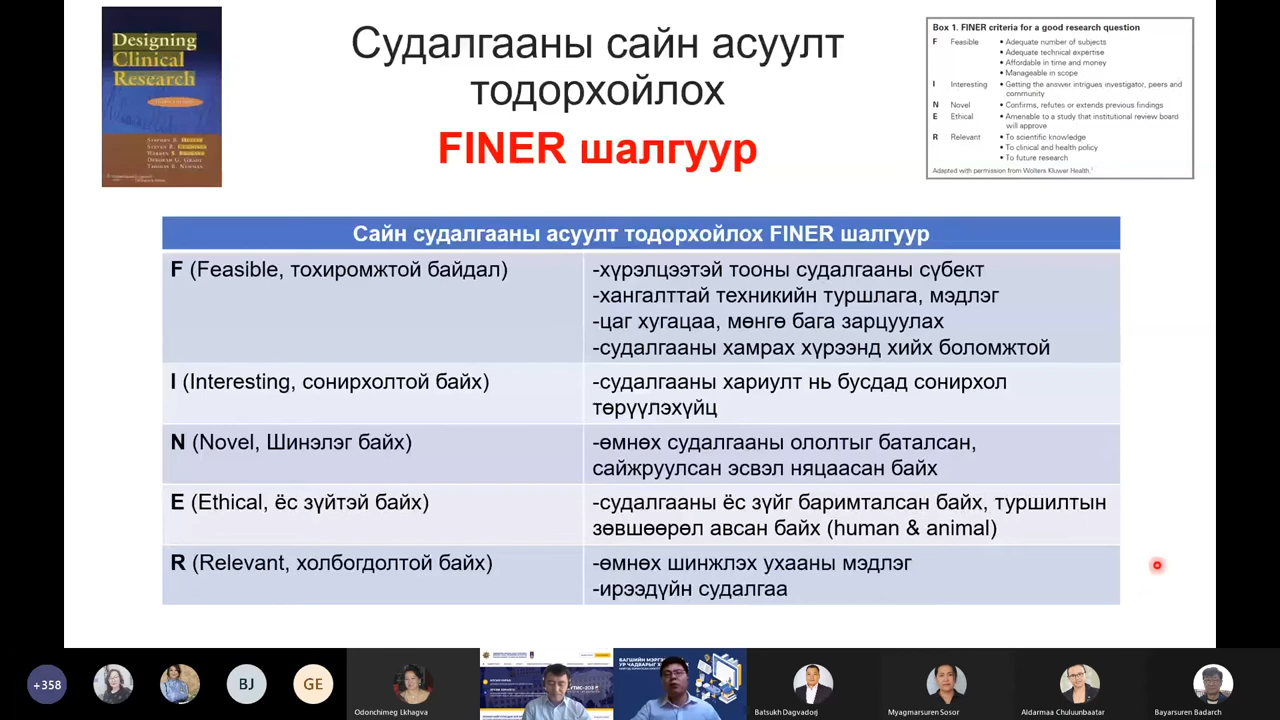 Designing
Clinical
Research
Судалгааны сайн асуулт
тодорхойлох
FINER шалгуур
Box 1. FINER criteria for a good research question
F Feasible • Adequate number of subjects
• Adequate technical expertise
• Affordable in time and money
• Manageable in scope
I Interesting • Getting the answer intrigues investigator, peers and
community
N Novel • Confirms, refutes or extends previous findings
E Ethical • Amenable to a study that institutional review board
will approve
R Relevant • To scientific knowledge
• To clinical and health policy
• To future research
Adapted with permission from Wolters Kluwer Health.
Сайн судалгааны асуулт тодорхойлох FINER шалгуур
F (Feasible, тохиромжтой байдал)
-хүрэлцээтэй тооны судалгааны сүбект
-хангалттай техникийн туршлага, мэдлэг
-цаг хугацаа, мөнгө бага зарцуулах
-судалгааны хамрах хүрээнд хийх боломжтой
I (Interesting, сонирхолтой байх)
-судалгааны хариулт нь бусдад сонирхол
төрүүлэхүйц
N (Novel, Шинэлэг байх)
-өмнөх судалгааны ололтыг баталсан,
сайжруулсан эсвэл няцаасан байх
E (Ethical, ёс зүйтэй байх)
-судалгааны ёс зүйг баримталсан байх, туршилтын
зөвшөөрөл авсан байх (human & animal)
R (Relevant, холбогдолтой байх)
-өмнөх шинжлэх ухааны мэдлэг
-ирээдүйн судалгаа
+358
BJ
GE
Odonchimeg Lkhagva
Batsukh Dagvadorj
Myagmarsuren Sosor
Aldarmaa Chuluunbaatar
Bayarsuren Badarch